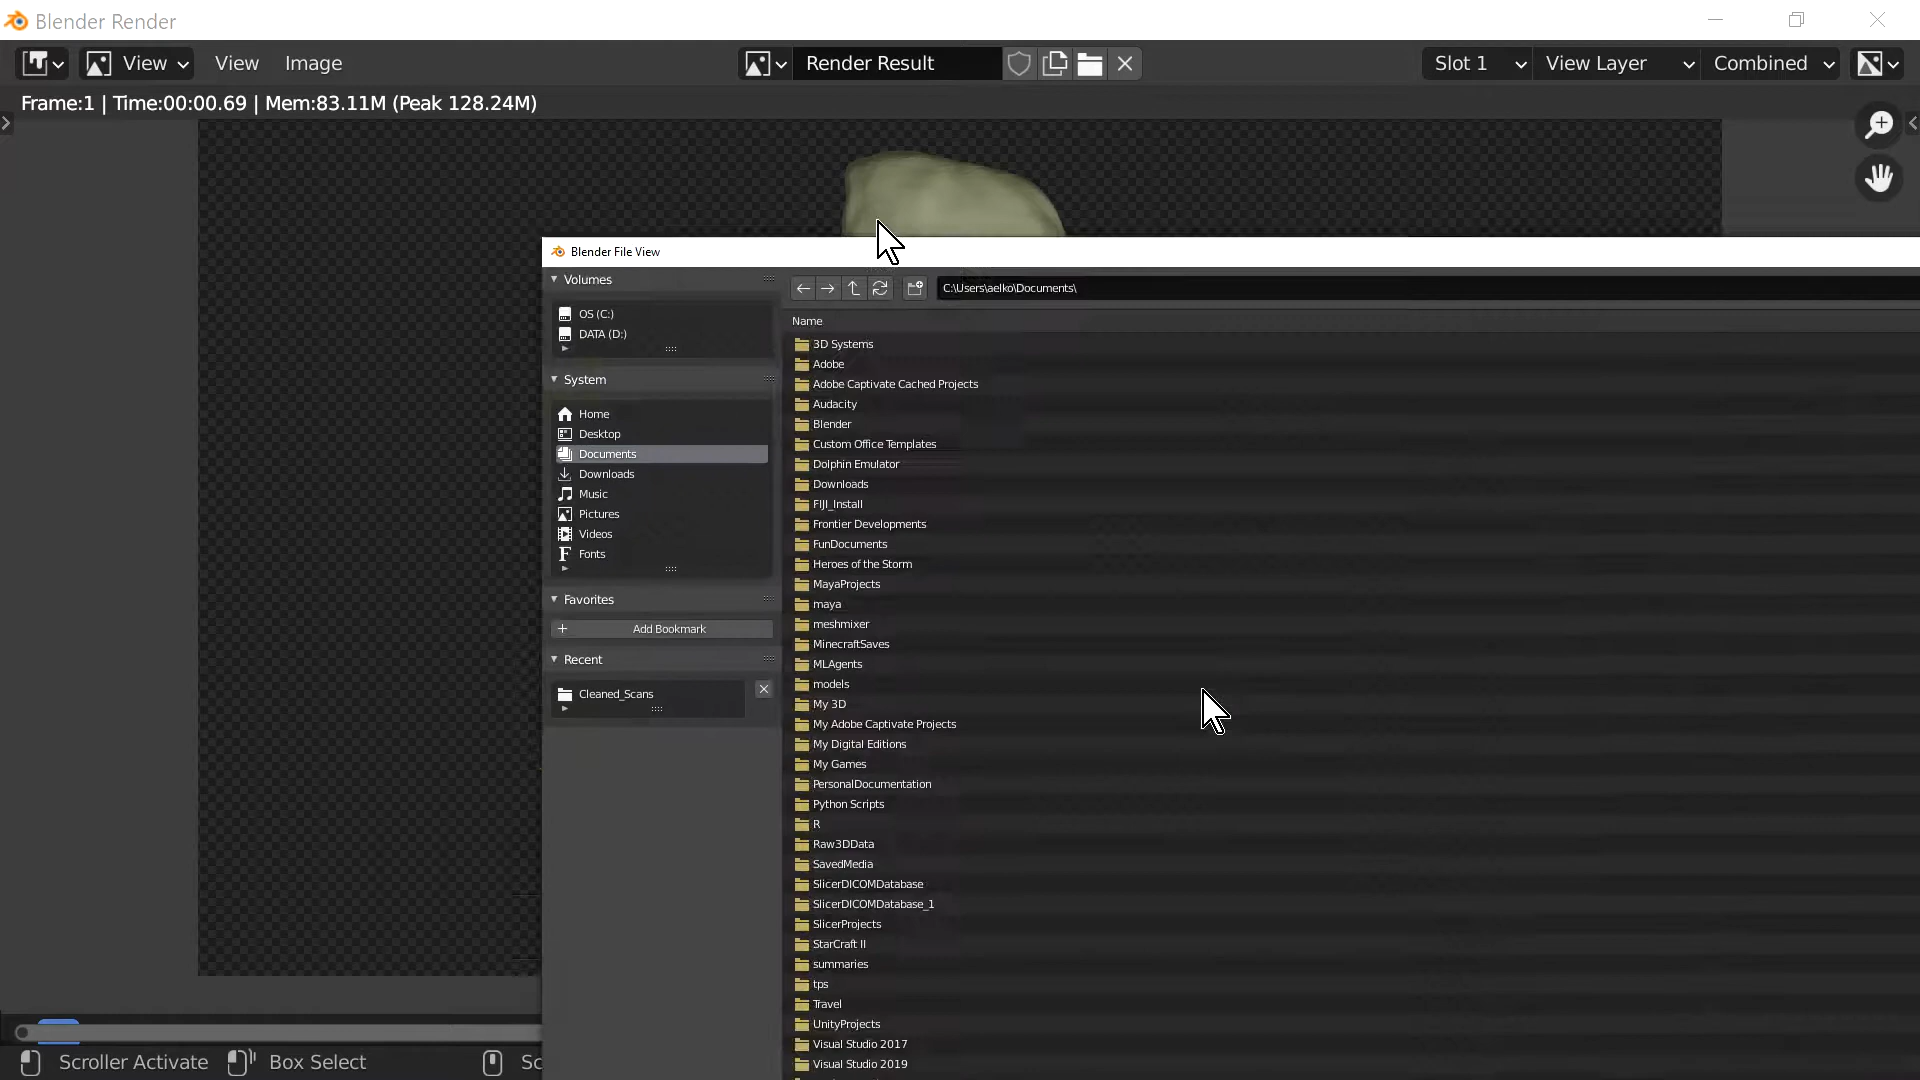 Blender Render
View View Image Render Result Slot 1 View Layer Combined
Frame:1 | Time:00:00.69 | Mem:83.11M (Peak 128.24M)
Blender File View
Volumes
OS (C:)
DATA (D:)
System
Home
Desktop
Documents
Downloads
Music
Pictures
Videos
Fonts
Favorites
Add Bookmark
Recent
Cleaned_Scans
C:\Users\aelko\Documents\
Name
3D Systems
Adobe
Adobe Captivate Cached Projects
Audacity
Blender
Custom Office Templates
Dolphin Emulator
Downloads
FIJI_Install
Frontier Developments
FunDocuments
Heroes of the Storm
MayaProjects
maya
meshmixer
MinecraftSaves
MLAgents
models
My 3D
My Adobe Captivate Projects
My Digital Editions
My Games
PersonalDocumentation
Python Scripts
R
Raw3DData
SavedMedia
SlicerDICOMDatabase
SlicerDICOMDatabase_1
SlicerProjects
StarCraft II
summaries
tps
Travel
UnityProjects
Visual Studio 2017
Visual Studio 2019
Scroller Activate Box Select Sc